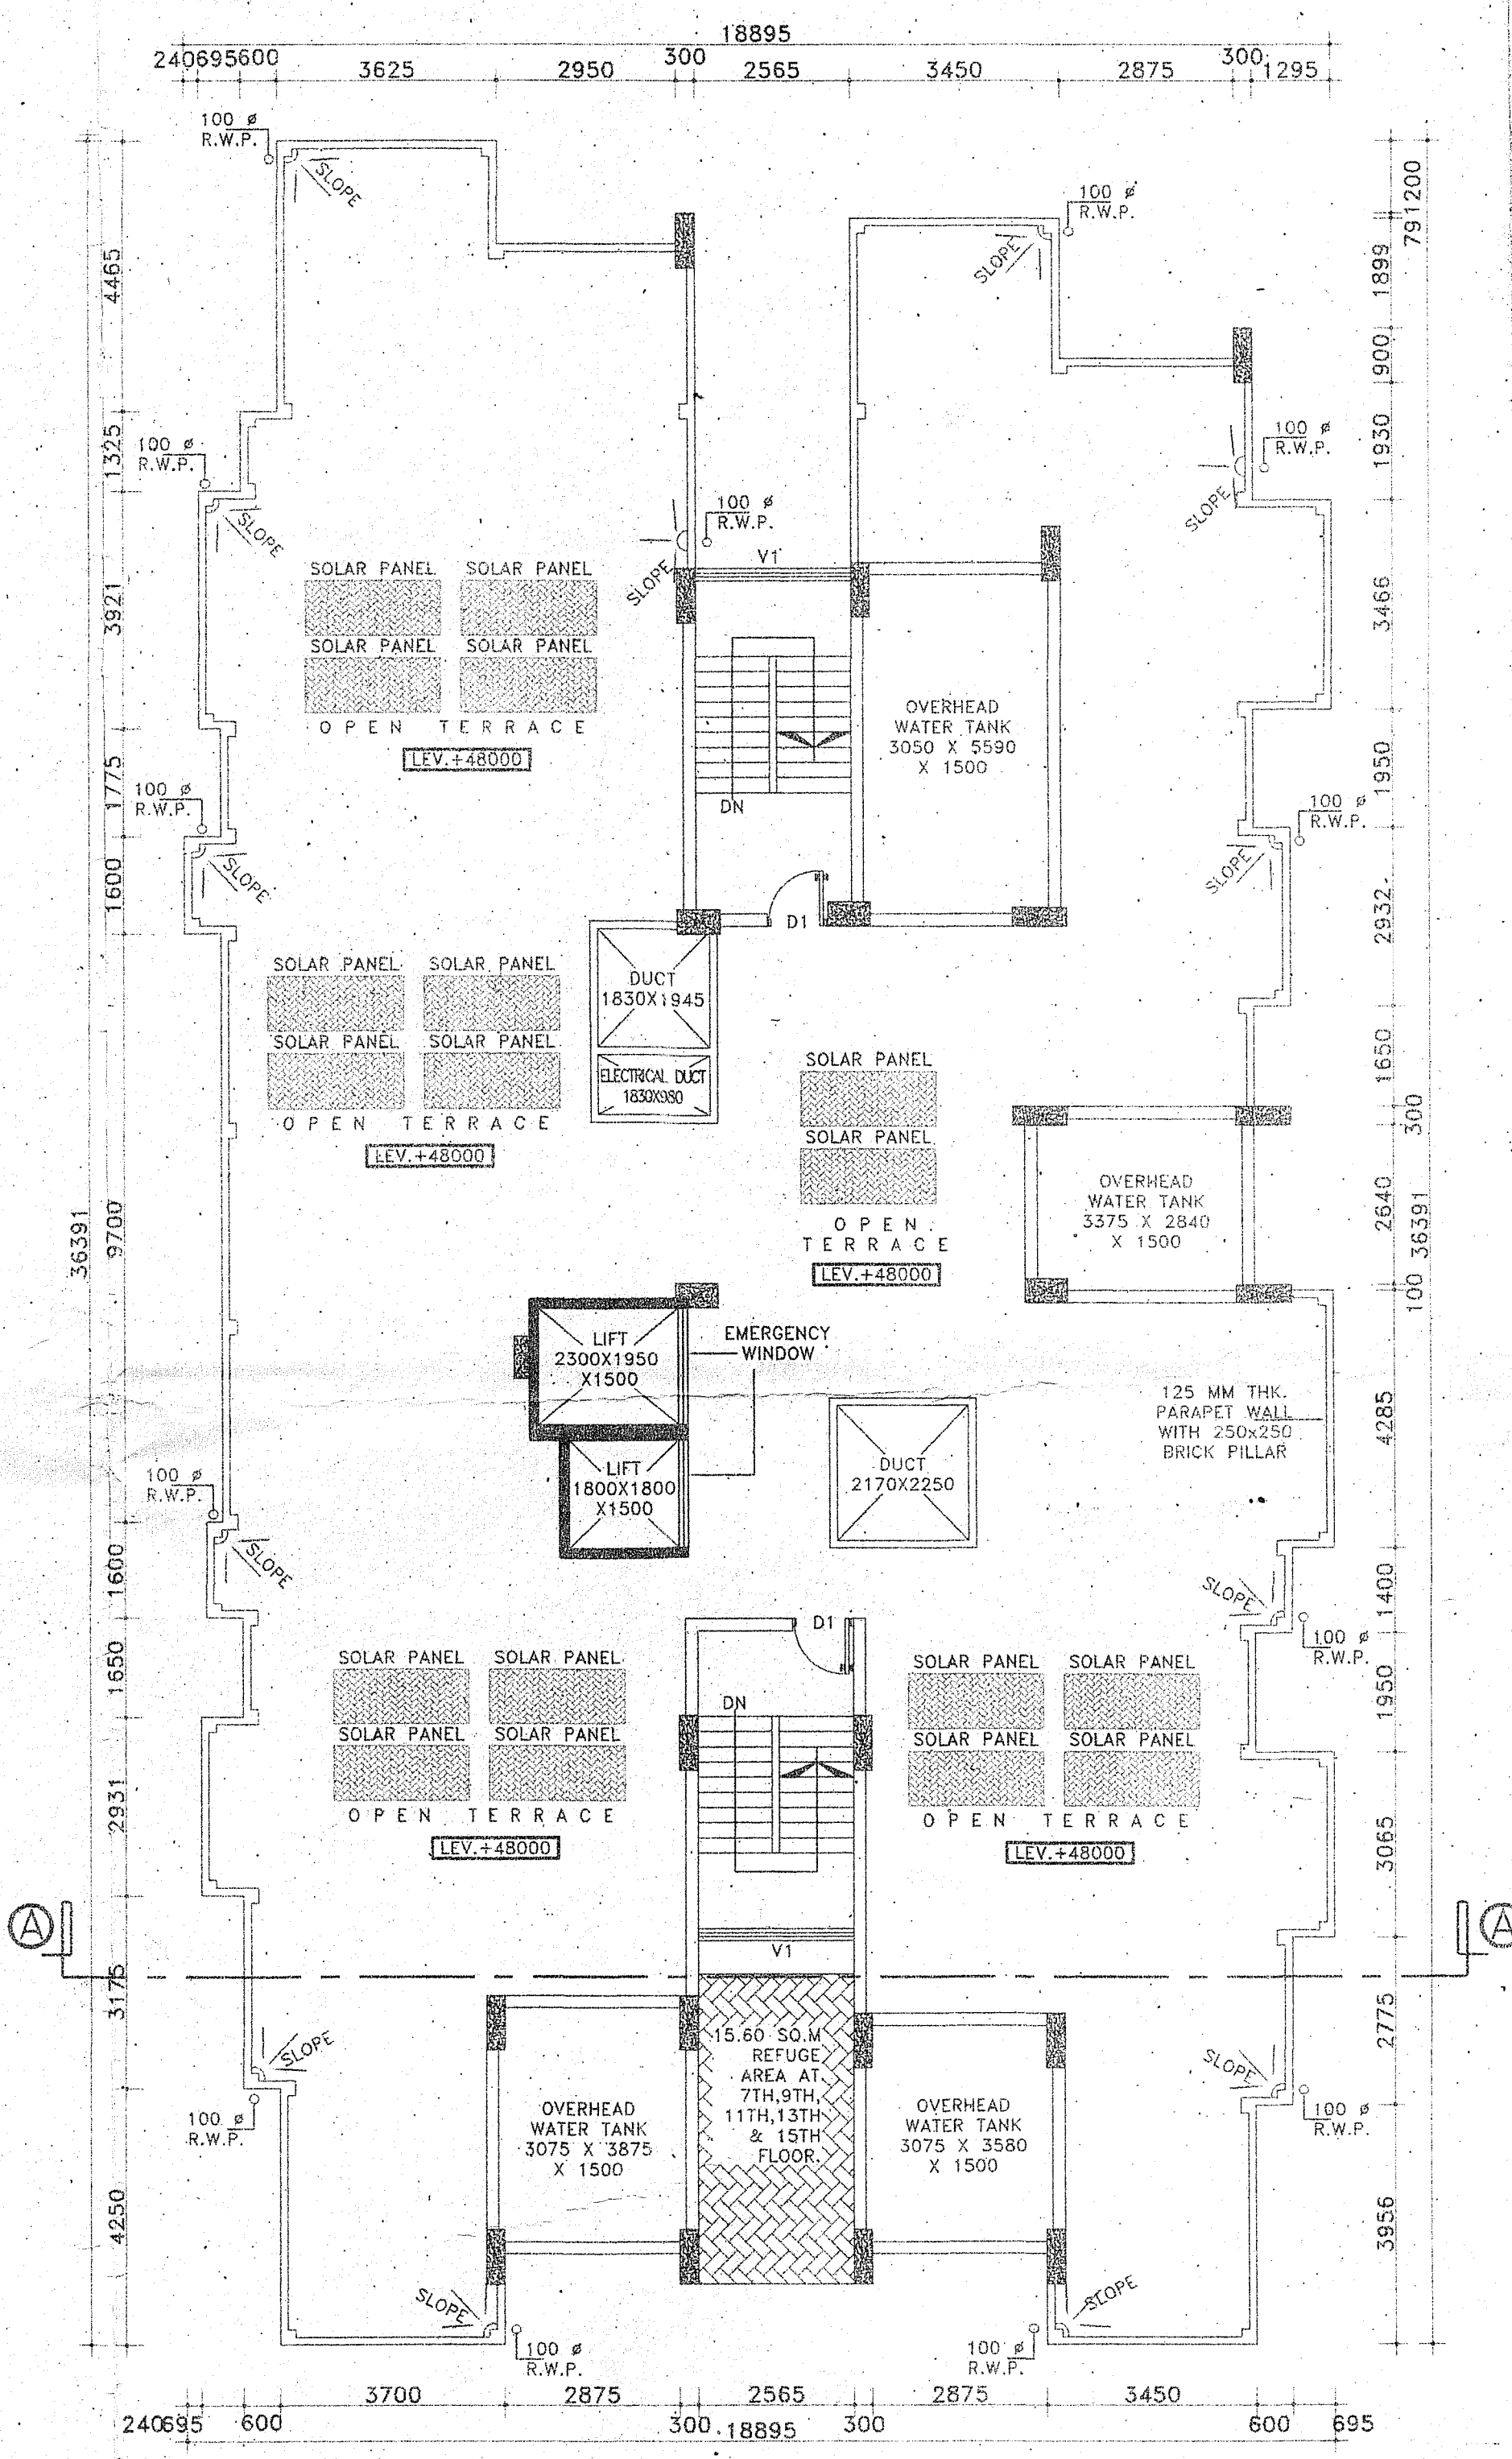 18895
240 695 600 3625 2950 300 2565 3450 2875 300 1295
100 ø
R.W.P.
SLOPE
100 ø
R.W.P.
SLOPE
791 1200
4465
1899
900
1325
1930
100 ø
R.W.P.
SLOPE
100 ø
R.W.P.
SLOPE
100 ø
R.W.P.
SLOPE
V1
3921
3466
SOLAR PANEL SOLAR PANEL
SOLAR PANEL SOLAR PANEL
OPEN TERRACE
LEV.+48000
OVERHEAD
WATER TANK
3050 X 5590
X 1500
DN
1775
1950
100 ø
R.W.P.
SLOPE
100 ø
R.W.P.
SLOPE
1600
2932
D1
SOLAR PANEL SOLAR PANEL
SOLAR PANEL SOLAR PANEL
OPEN TERRACE
LEV.+48000
DUCT
1830X1945
ELECTRICAL DUCT
1830X980
SOLAR PANEL
SOLAR PANEL
OPEN
TERRACE
LEV.+48000
1650
300
OVERHEAD
WATER TANK
3375 X 2840
X 1500
36391
9700
2640
36391
100
LIFT
2300X1950
X1500
EMERGENCY
WINDOW
LIFT
1800X1800
X1500
DUCT
2170X2250
125 MM THK.
PARAPET WALL
WITH 250x250
BRICK PILLAR
4285
100 ø
R.W.P.
SLOPE
1600
1400
SLOPE
100 ø
R.W.P.
D1
1650
1950
SOLAR PANEL SOLAR PANEL
SOLAR PANEL SOLAR PANEL
OPEN TERRACE
LEV.+48000
DN
SOLAR PANEL SOLAR PANEL
SOLAR PANEL SOLAR PANEL
OPEN TERRACE
LEV.+48000
2931
3065
A
A
V1
3175
2775
SLOPE
100 ø
R.W.P.
SLOPE
100 ø
R.W.P.
OVERHEAD
WATER TANK
3075 X 3875
X 1500
15.60 SQ.M
REFUGE
AREA AT
7TH,9TH,
11TH,13TH
& 15TH
FLOOR.
OVERHEAD
WATER TANK
3075 X 3580
X 1500
4250
3956
SLOPE
100 ø
R.W.P.
SLOPE
100 ø
R.W.P.
3700 2875 2565 2875 3450
240 695 600 300 18895 300 600 695